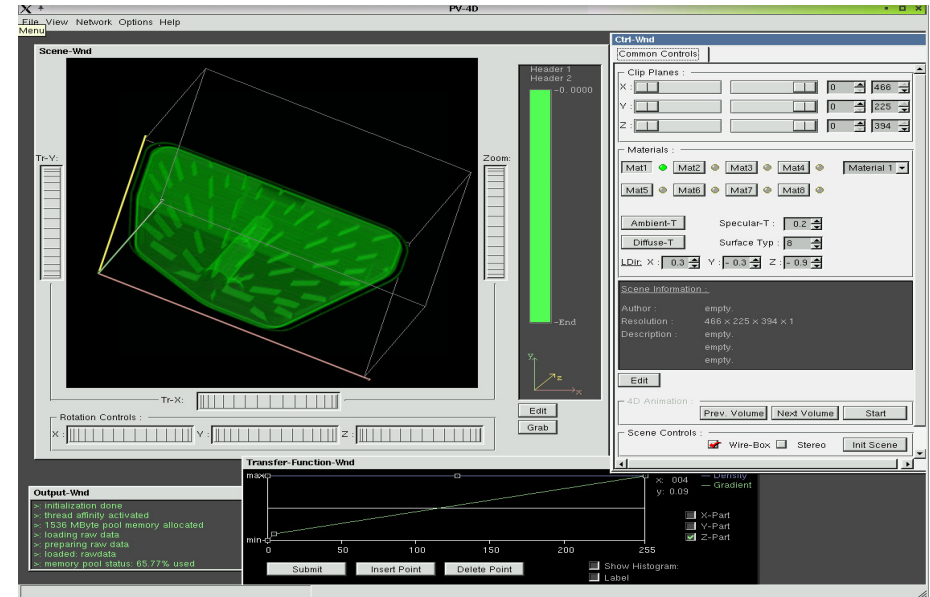 PV-4D
File View Network Options Help
Menu
Scene-Wnd
Header 1
Header 2
-0.0000
-End
Tr-Y:
Zoom:
y
z
x
Tr-X:
Rotation Controls :
X : Y : Z :
Edit
Grab
Ctrl-Wnd
Common Controls
Clip Planes :
X : 0 466
Y : 0 225
Z : 0 394
Materials :
Mat1 Mat2 Mat3 Mat4 Material 1
Mat5 Mat6 Mat7 Mat8
Ambient-T Specular-T : 0.2
Diffuse-T Surface Typ : 8
LDir: X : 0.3 Y : - 0.3 Z : - 0.9
Scene Information :
Author : empty.
Resolution : 466 x 225 x 394 x 1
Description : empty.
empty.
empty.
Edit
4D Animation :
Prev. Volume Next Volume Start
Scene Controls :
Wire-Box Stereo Init Scene
Output-Wnd
>: initialization done
>: thread affinity activated
>: 1536 MByte pool memory allocated
>: loading raw data
>: preparing raw data
>: loaded: rawdata
>: memory pool status: 65.77% used
Transfer-Function-Wnd
max
min
0 50 100 150 200 255
x: 004
y: 0.09
Density
Gradient
X-Part
Y-Part
Z-Part
Submit Insert Point Delete Point
Show Histogram:
Label